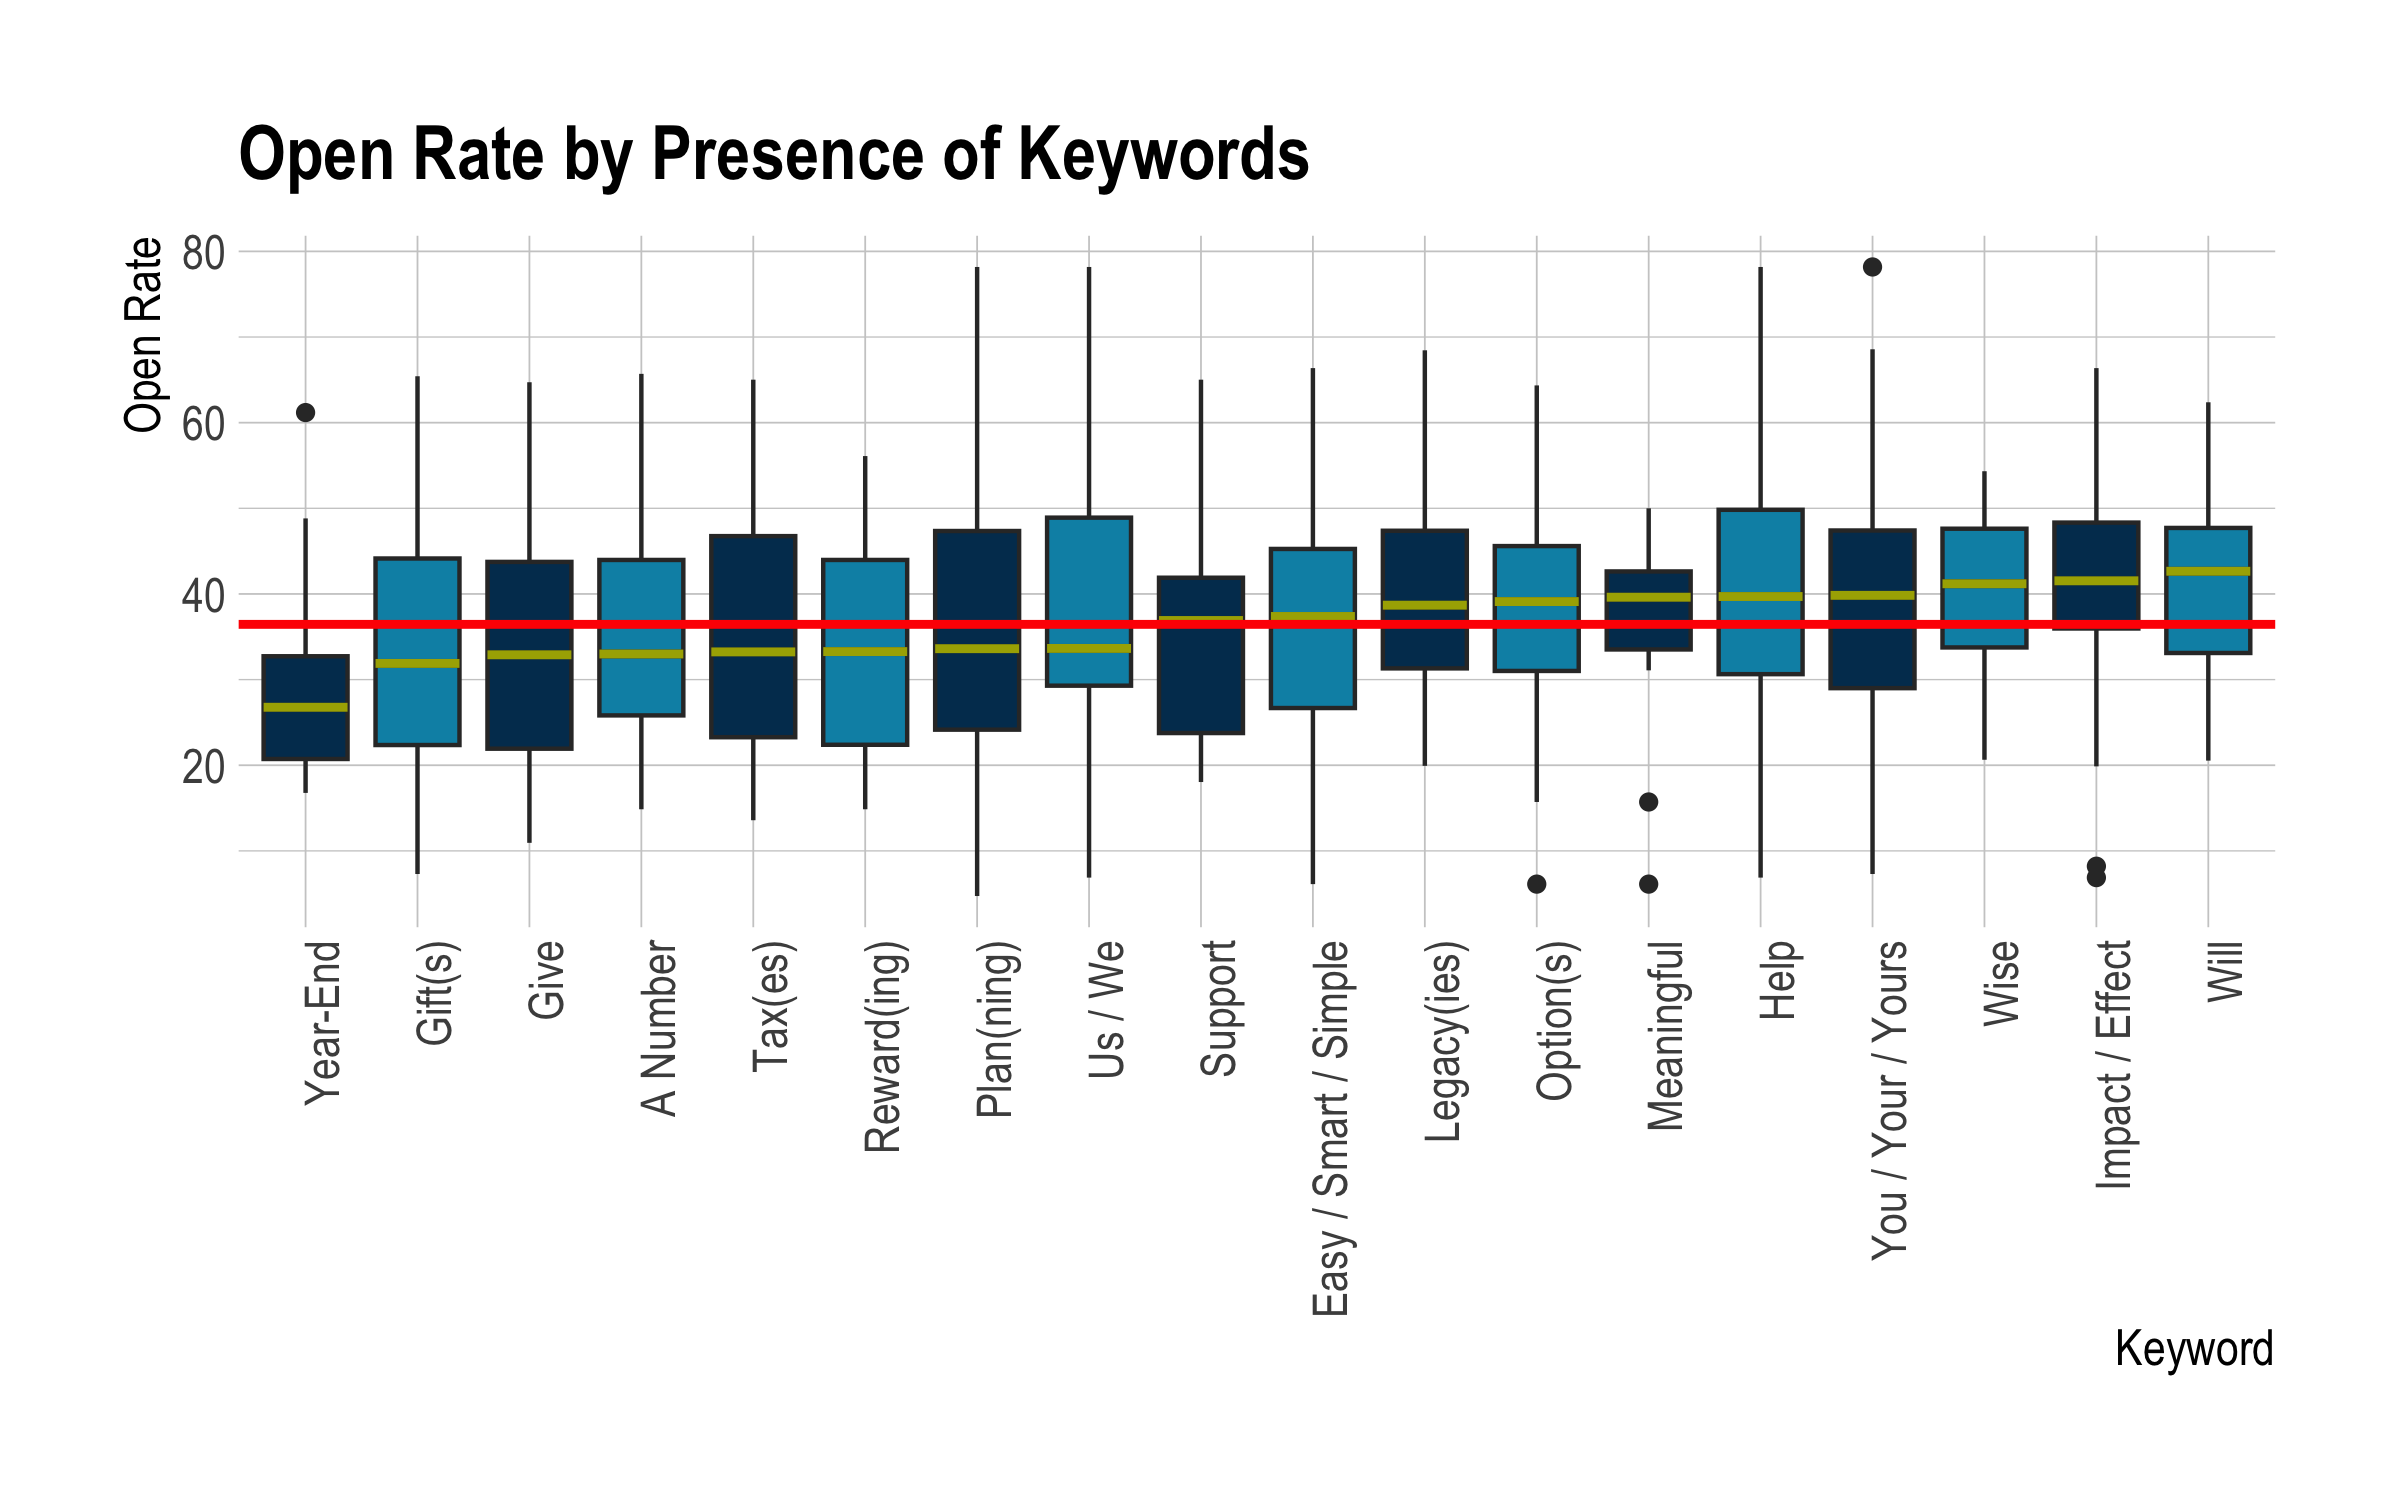 Open Rate by Presence of Keywords
Open Rate
80
60
40
20
Year-End
Gift(s)
Give
A Number
Tax(es)
Reward(ing)
Plan(ning)
Us / We
Support
Easy / Smart / Simple
Legacy(ies)
Option(s)
Meaningful
Help
You / Your / Yours
Wise
Impact / Effect
Will
Keyword